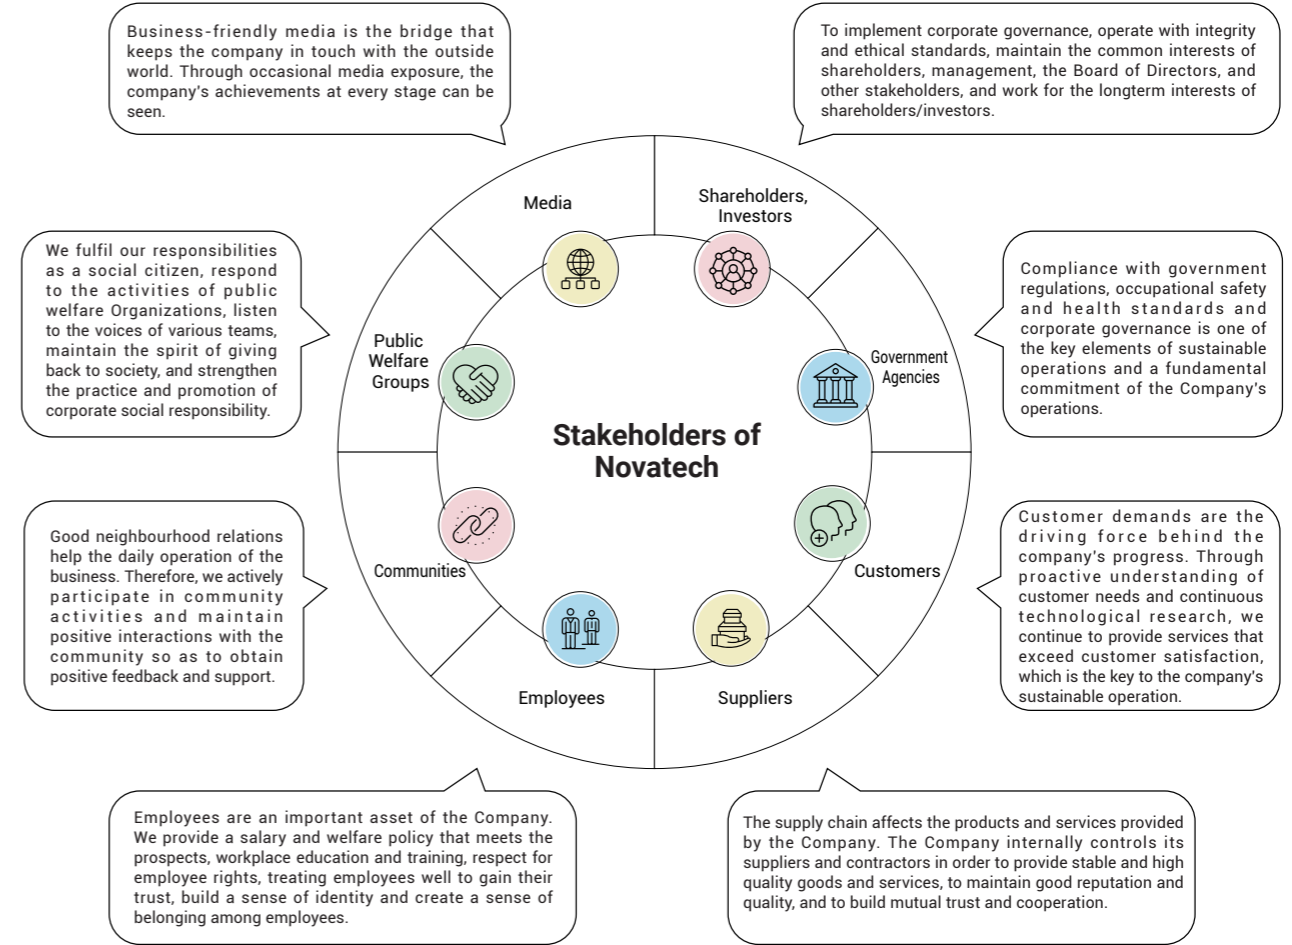 Business-friendly media is the bridge that
keeps the company in touch with the outside
world. Through occasional media exposure, the
company's achievements at every stage can be
seen.
To implement corporate governance, operate with integrity
and ethical standards, maintain the common interests of
shareholders, management, the Board of Directors, and
other stakeholders, and work for the longterm interests of
shareholders/investors.
Media
Shareholders,
Investors
We fulfil our responsibilities
as a social citizen, respond
to the activities of public
welfare Organizations, listen
to the voices of various teams,
maintain the spirit of giving
back to society, and strengthen
the practice and promotion of
corporate social responsibility.
Public
Welfare
Groups
Government
Agencies
Compliance with government
regulations, occupational safety
and health standards and
corporate governance is one of
the key elements of sustainable
operations and a fundamental
commitment of the Company's
operations.
Stakeholders of
Novatech
Good neighbourhood relations
help the daily operation of the
business. Therefore, we actively
participate in community
activities and maintain
positive interactions with the
community so as to obtain
positive feedback and support.
Communities
Customers
Customer demands are the
driving force behind the
company's progress. Through
proactive understanding of
customer needs and continuous
technological research, we
continue to provide services that
exceed customer satisfaction,
which is the key to the company's
sustainable operation.
Employees
Suppliers
Employees are an important asset of the Company.
We provide a salary and welfare policy that meets the
prospects, workplace education and training, respect for
employee rights, treating employees well to gain their
trust, build a sense of identity and create a sense of
belonging among employees.
The supply chain affects the products and services provided
by the Company. The Company internally controls its
suppliers and contractors in order to provide stable and high
quality goods and services, to maintain good reputation and
quality, and to build mutual trust and cooperation.